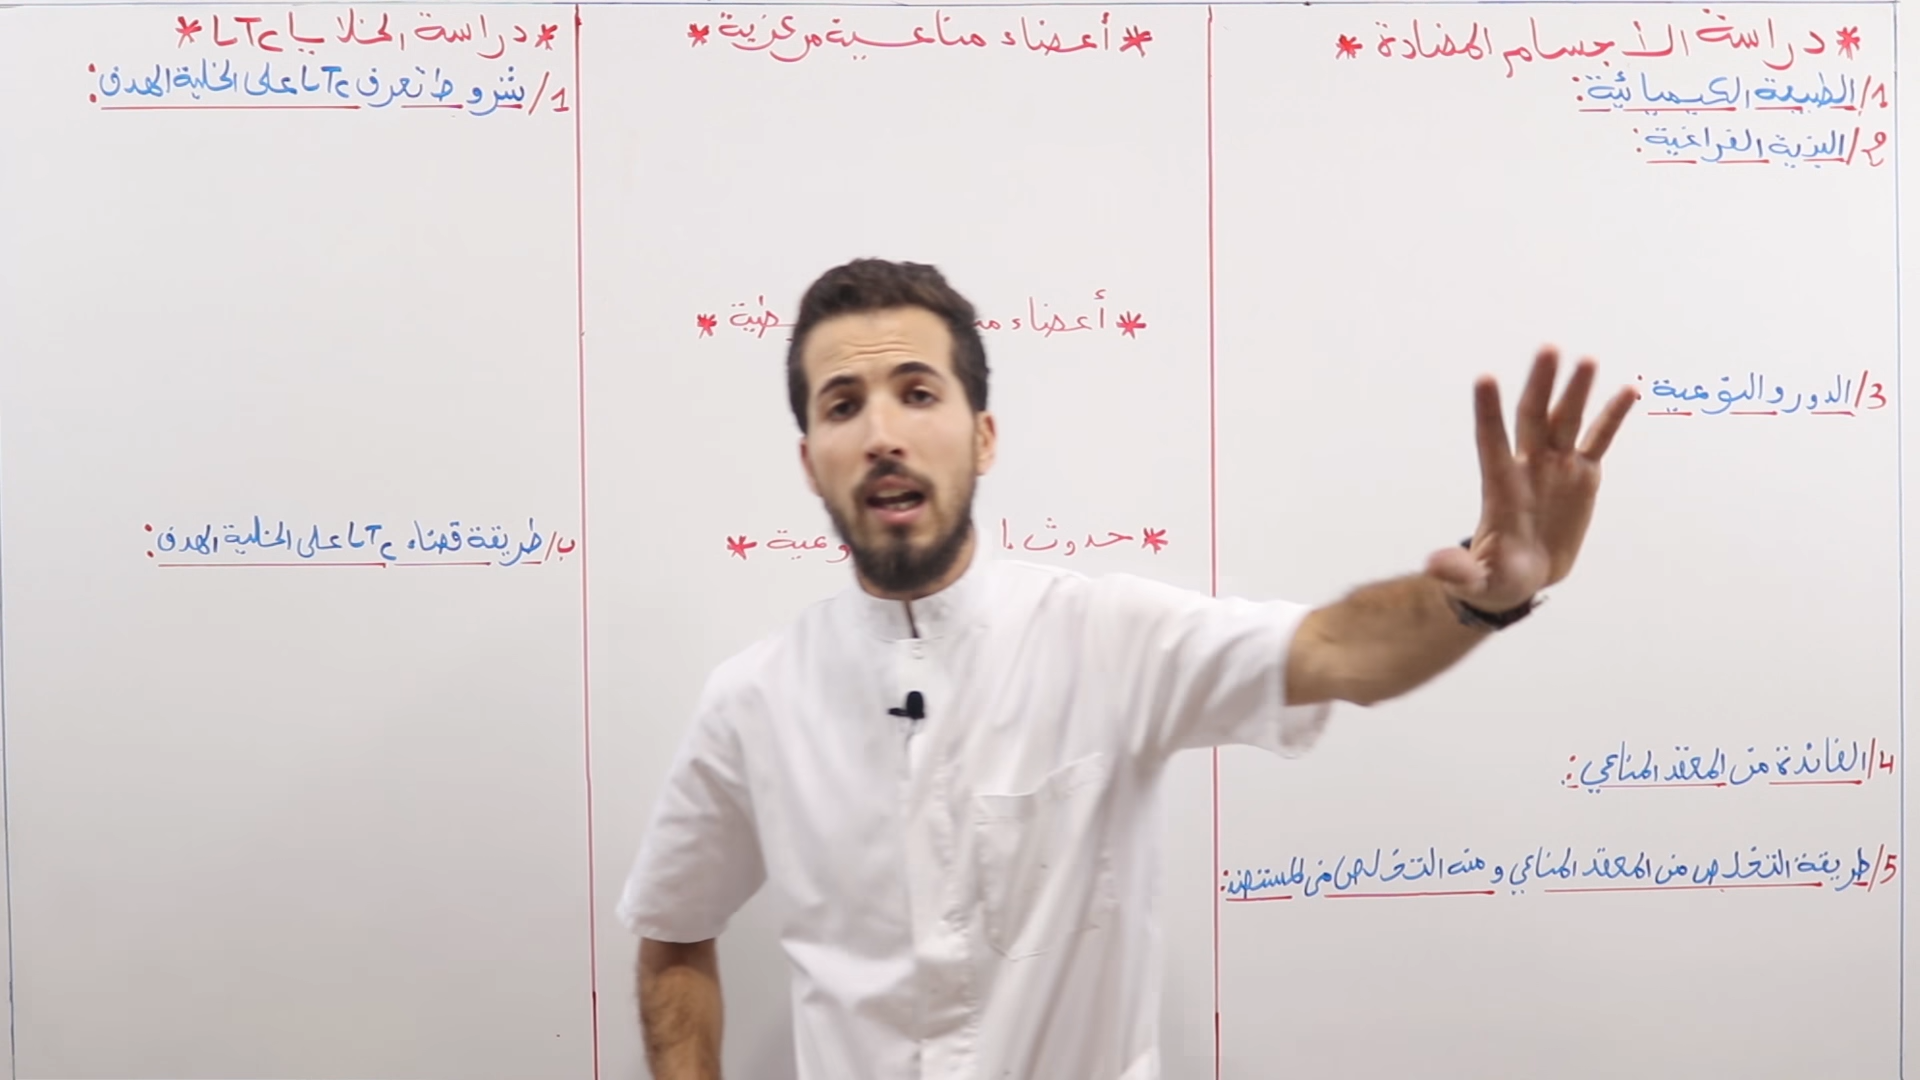 * دراسة الأجسام المضادة *
1/ الطبيعة الكيميائية:
2/ البنية الفراغية:
3/ الدور والنوعية:
4/ الفائدة من المعقد المناعي:
5/ طريقة التخلص من المعقد المناعي ومنه التخلص من المستضد:
* أعضاء مناعية مركزية *
* أعضاء
* حدوث
* دراسة الخلايا LTc *
1/ شروط تعرف LTc على الخلية الهدف:
ب/ طريقة قضاء LTc على الخلية الهدف: